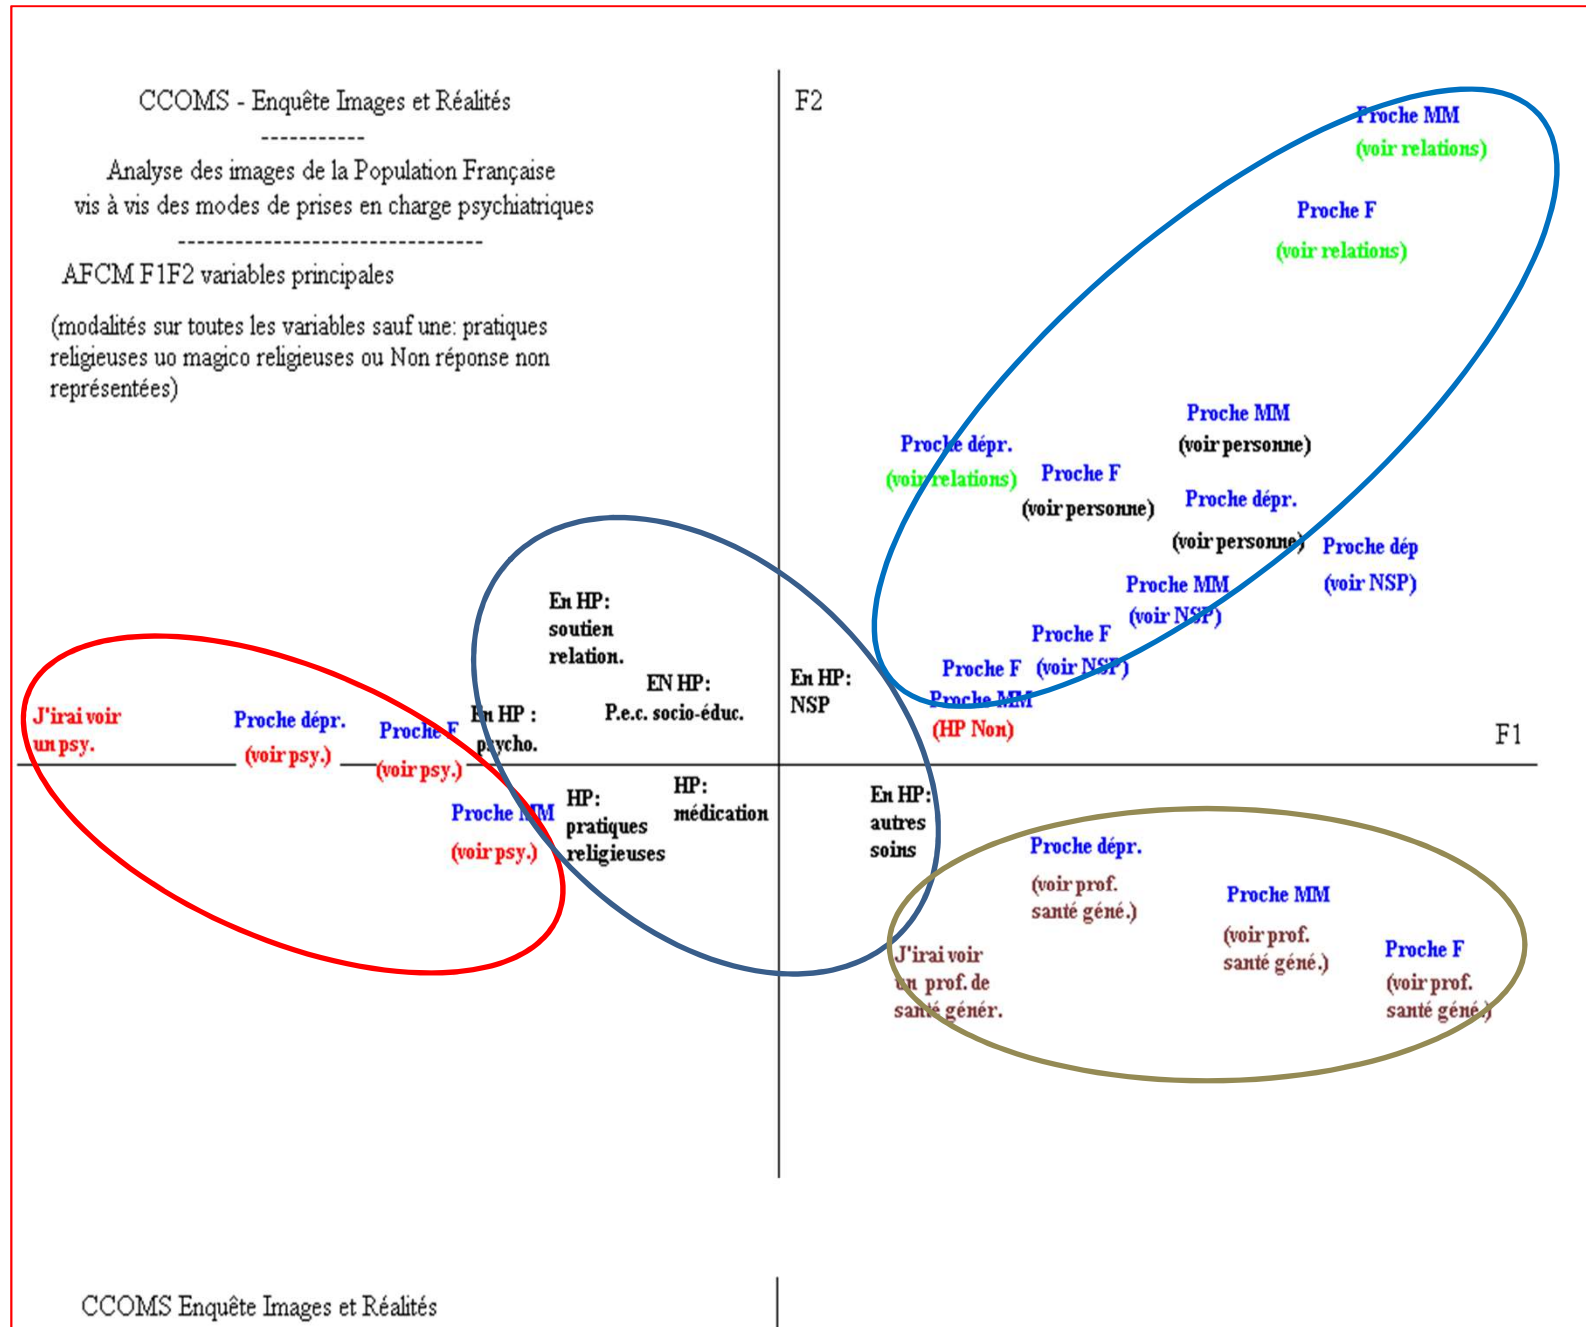 CCOMS - Enquête Images et Réalités
-----------
Analyse des images de la Population Française
vis à vis des modes de prises en charge psychiatriques
--------------------------------
AFCM F1F2 variables principales
(modalités sur toutes les variables sauf une: pratiques
religieuses uo magico religieuses ou Non réponse non
représentées)
F2
Proche MM
(voir relations)
Proche F
(voir relations)
Proche MM
(voir personne)
Proche dépr.
(voir relations)
Proche F
(voir personne)
Proche dépr.
(voir personne)
Proche dép
(voir NSP)
Proche MM
(voir NSP)
Proche F
(voir NSP)
Proche F
Proche MM
(HP Non)
En HP:
soutien
relation.
EN HP:
P.e.c. socio-éduc.
En HP:
NSP
En HP :
psycho.
J'irai voir
un psy.
Proche dépr.
(voir psy.)
Proche F
(voir psy.)
F1
Proche MM
(voir psy.)
HP:
pratiques
religieuses
HP:
médication
En HP:
autres
soins
Proche dépr.
(voir prof.
santé géné.)
Proche MM
(voir prof.
santé géné.)
Proche F
(voir prof.
santé géné.)
J'irai voir
un prof. de
santé génér.
CCOMS Enquête Images et Réalités